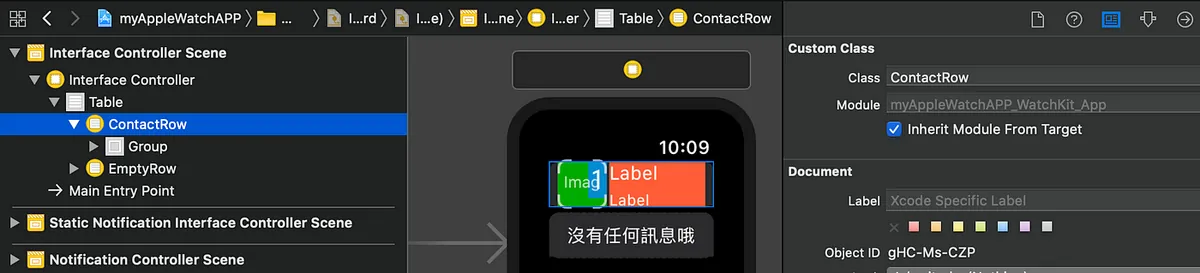 myAppleWatchAPP > ... > I...rd > I...e) > I...ne > I...er > Table > ContactRow
Interface Controller Scene
Interface Controller
Table
ContactRow
Group
EmptyRow
Main Entry Point
Static Notification Interface Controller Scene
Notification Controller Scene
10:09
Imag
1
Label
Label
沒有任何訊息哦
Custom Class
Class ContactRow
Module myAppleWatchAPP_WatchKit_App
Inherit Module From Target
Document
Label Xcode Specific Label
Object ID gHC-Ms-CZP